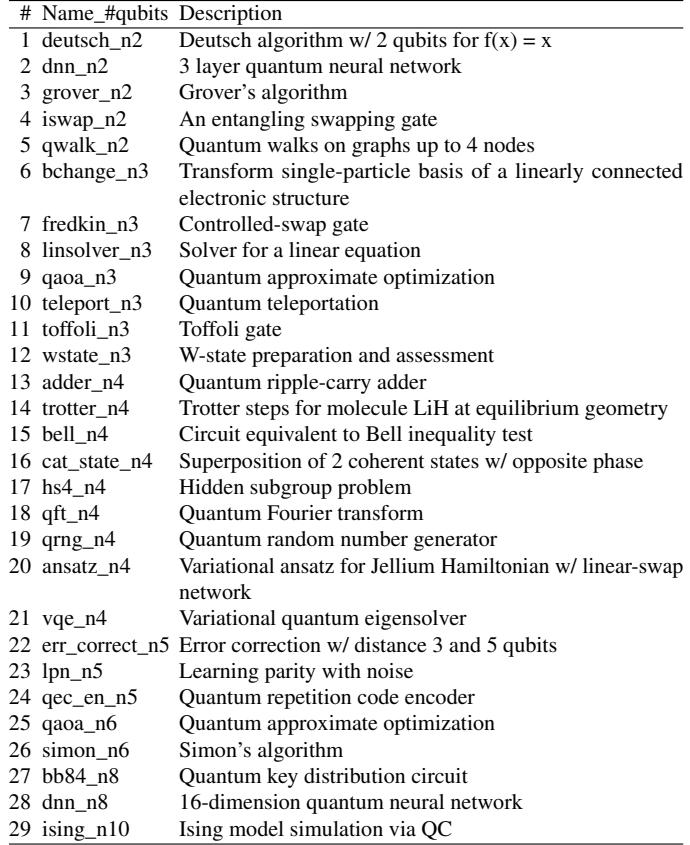 # Name_#qubits Description
1 deutsch_n2 Deutsch algorithm w/ 2 qubits for f(x) = x
2 dnn_n2 3 layer quantum neural network
3 grover_n2 Grover's algorithm
4 iswap_n2 An entangling swapping gate
5 qwalk_n2 Quantum walks on graphs up to 4 nodes
6 bchange_n3 Transform single-particle basis of a linearly connected
electronic structure
7 fredkin_n3 Controlled-swap gate
8 linsolver_n3 Solver for a linear equation
9 qaoa_n3 Quantum approximate optimization
10 teleport_n3 Quantum teleportation
11 toffoli_n3 Toffoli gate
12 wstate_n3 W-state preparation and assessment
13 adder_n4 Quantum ripple-carry adder
14 trotter_n4 Trotter steps for molecule LiH at equilibrium geometry
15 bell_n4 Circuit equivalent to Bell inequality test
16 cat_state_n4 Superposition of 2 coherent states w/ opposite phase
17 hs4_n4 Hidden subgroup problem
18 qft_n4 Quantum Fourier transform
19 qrng_n4 Quantum random number generator
20 ansatz_n4 Variational ansatz for Jellium Hamiltonian w/ linear-swap
network
21 vqe_n4 Variational quantum eigensolver
22 err_correct_n5 Error correction w/ distance 3 and 5 qubits
23 lpn_n5 Learning parity with noise
24 qec_en_n5 Quantum repetition code encoder
25 qaoa_n6 Quantum approximate optimization
26 simon_n6 Simon's algorithm
27 bb84_n8 Quantum key distribution circuit
28 dnn_n8 16-dimension quantum neural network
29 ising_n10 Ising model simulation via QC